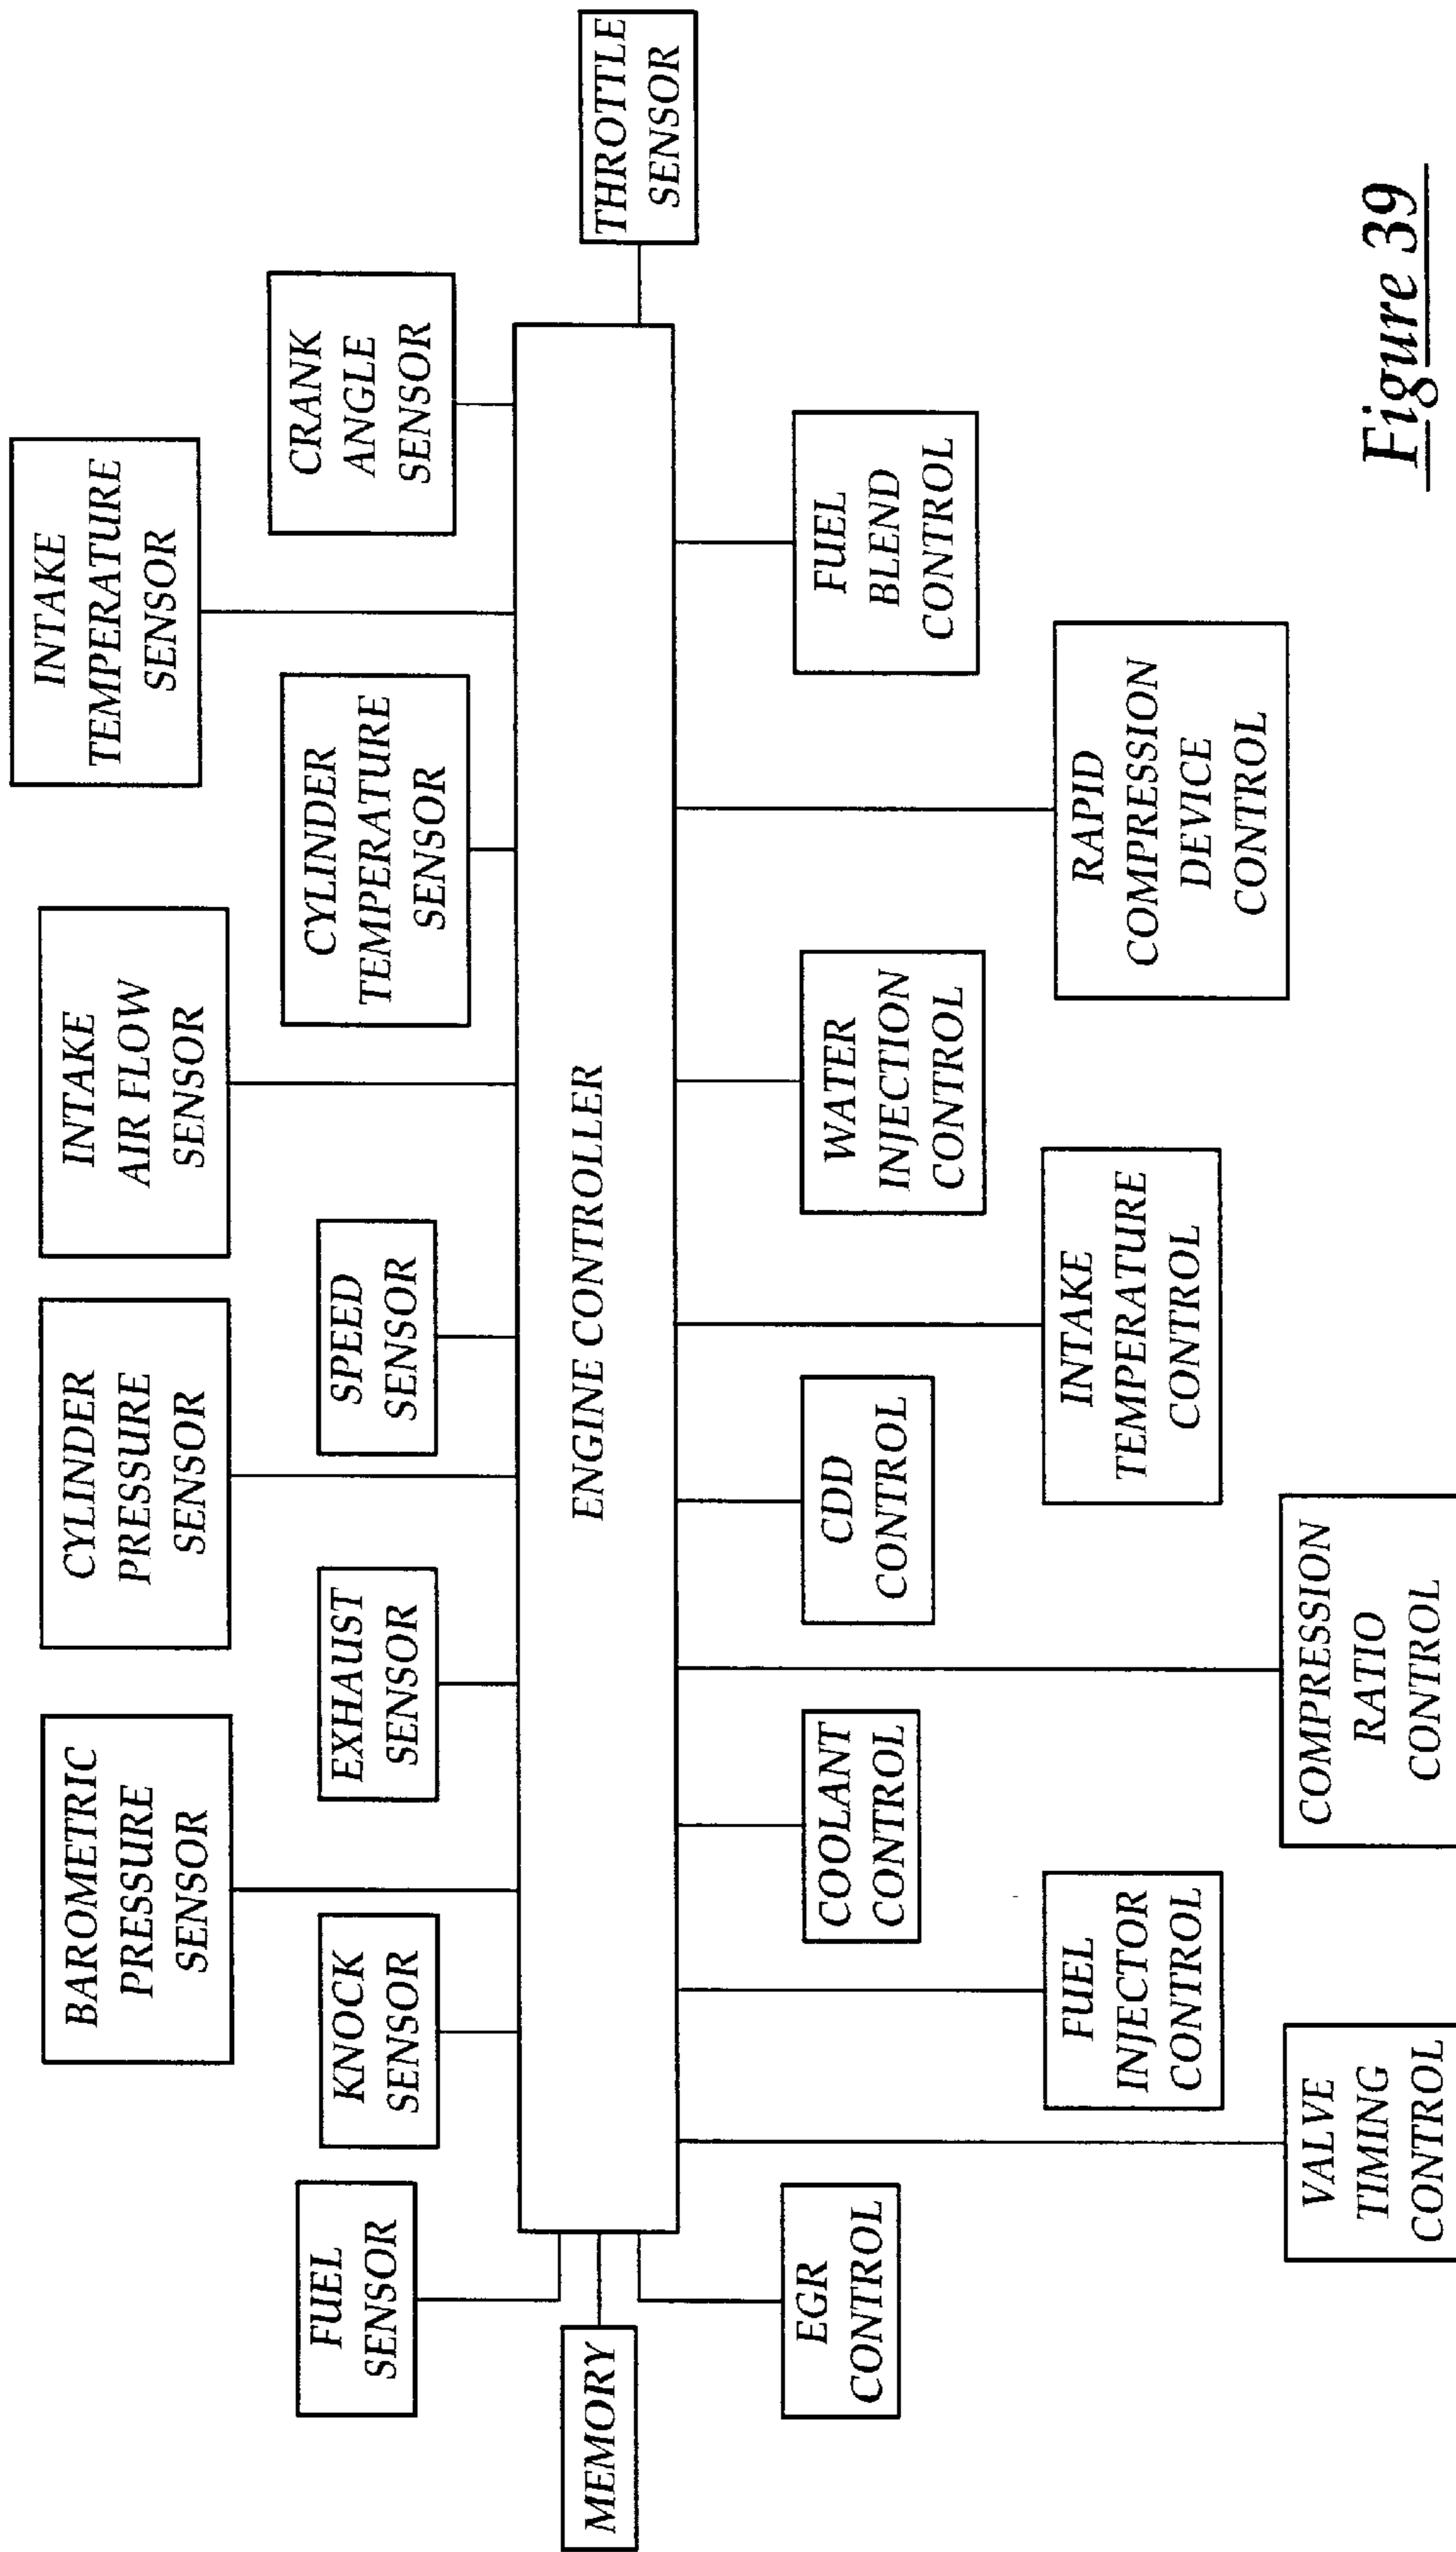 BAROMETRIC
PRESSURE
SENSOR
CYLINDER
PRESSURE
SENSOR
INTAKE
AIR FLOW
SENSOR
INTAKE
TEMPERATURE
SENSOR
FUEL
SENSOR
KNOCK
SENSOR
EXHAUST
SENSOR
SPEED
SENSOR
CYLINDER
TEMPERATURE
SENSOR
CRANK
ANGLE
SENSOR
MEMORY
ENGINE CONTROLLER
THROTTLE
SENSOR
EGR
CONTROL
COOLANT
CONTROL
CDD
CONTROL
WATER
INJECTION
CONTROL
FUEL
BLEND
CONTROL
FUEL
INJECTOR
CONTROL
INTAKE
TEMPERATURE
CONTROL
RAPID
COMPRESSION
DEVICE
CONTROL
VALVE
TIMING
CONTROL
COMPRESSION
RATIO
CONTROL
Figure 39